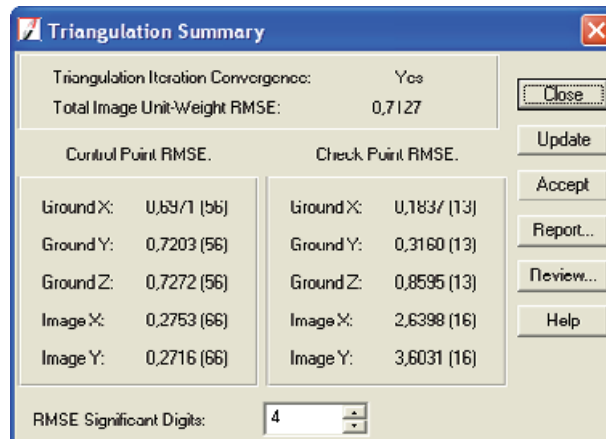 Triangulation Summary
Triangulation Iteration Convergence: Yes
Total Image Unit-Weight RMSE: 0,7127
Control Point RMSE. Check Point RMSE.
Ground X: 0,6971 (56) Ground X: 0,1837 (13)
Ground Y: 0,7203 (56) Ground Y: 0,3160 (13)
Ground Z: 0,7272 (56) Ground Z: 0,8595 (13)
Image X: 0,2753 (66) Image X: 2,6398 (16)
Image Y: 0,2716 (66) Image Y: 3,6031 (16)
RMSE Significant Digits: 4
Close
Update
Accept
Report...
Review...
Help